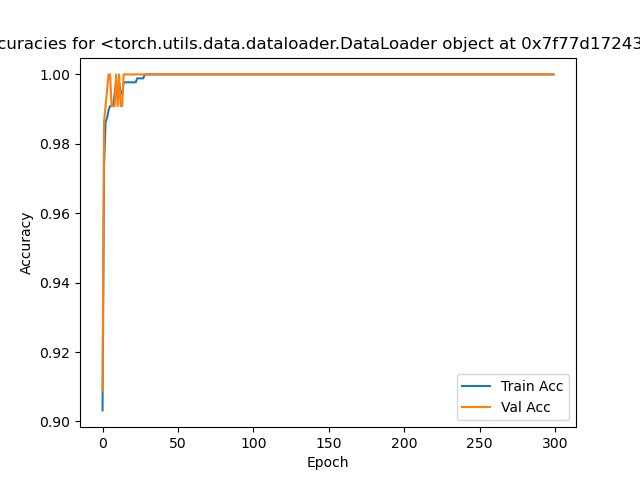 curacies for <torch.utils.data.dataloader.DataLoader object at 0x7f77d17243
1.00
0.98
0.96
0.94
0.92
0.90
Accuracy
Train Acc
Val Acc
0 50 100 150 200 250 300
Epoch